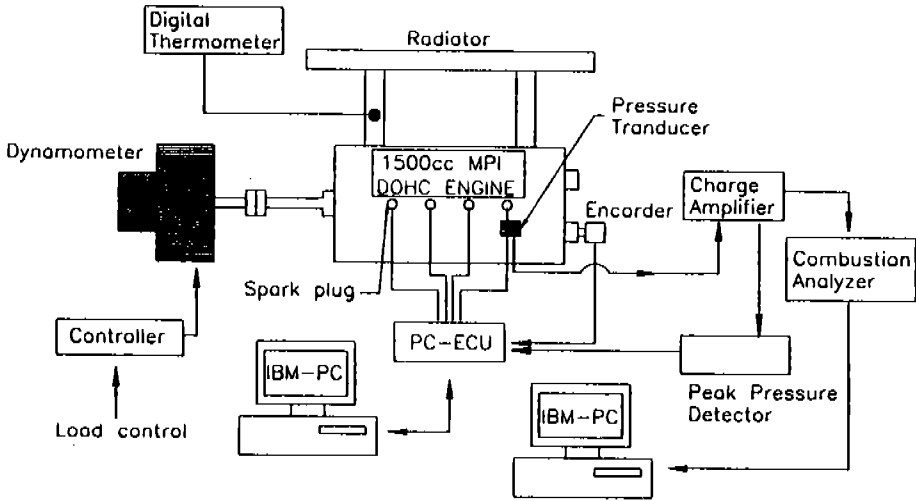 Digital
Thermometer
Radiator
Pressure
Tranducer
Dynamometer
1500cc MPI
DOHC ENGINE
Encorder
Charge
Amplifier
Combustion
Analyzer
Spark plug
Controller
PC-ECU
IBM-PC
Peak Pressure
Detector
IBM-PC
Load control